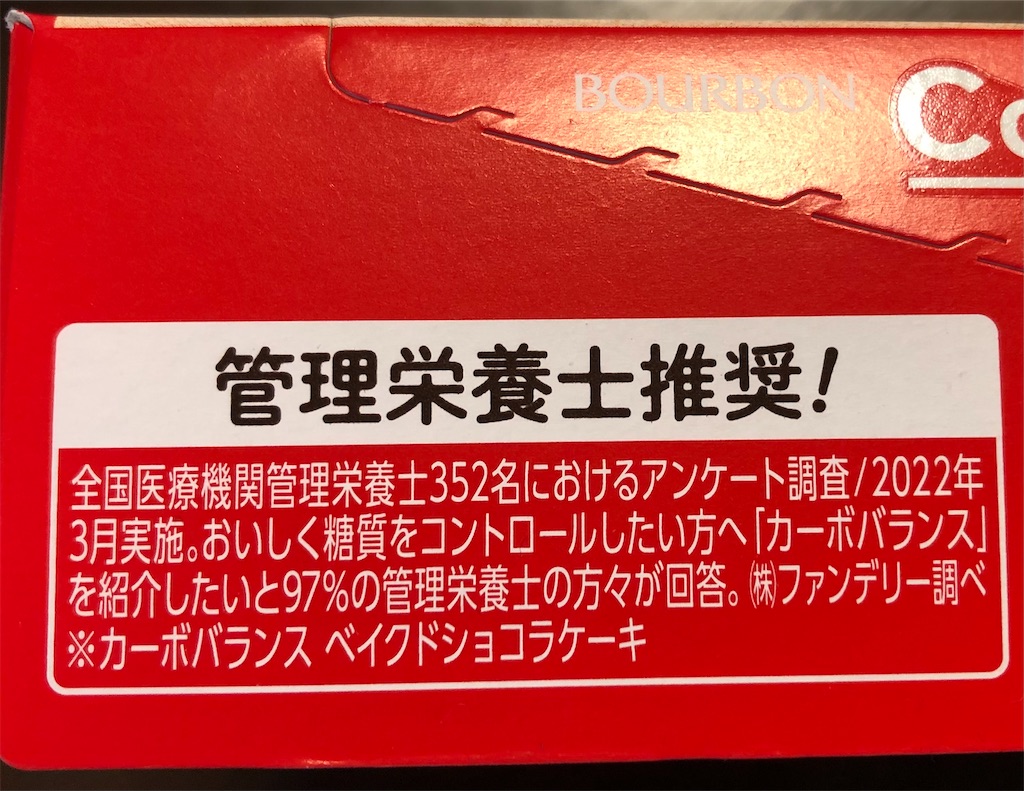 BOURBON
管理栄養士推奨!
全国医療機関管理栄養士352名におけるアンケート調査/2022年
3月実施。おいしく糖質をコントロールしたい方へ「カーボバランス」
を紹介したいと97%の管理栄養士の方々が回答。㈱ファンデリー調べ
※カーボバランス ベイクドショコラケーキ